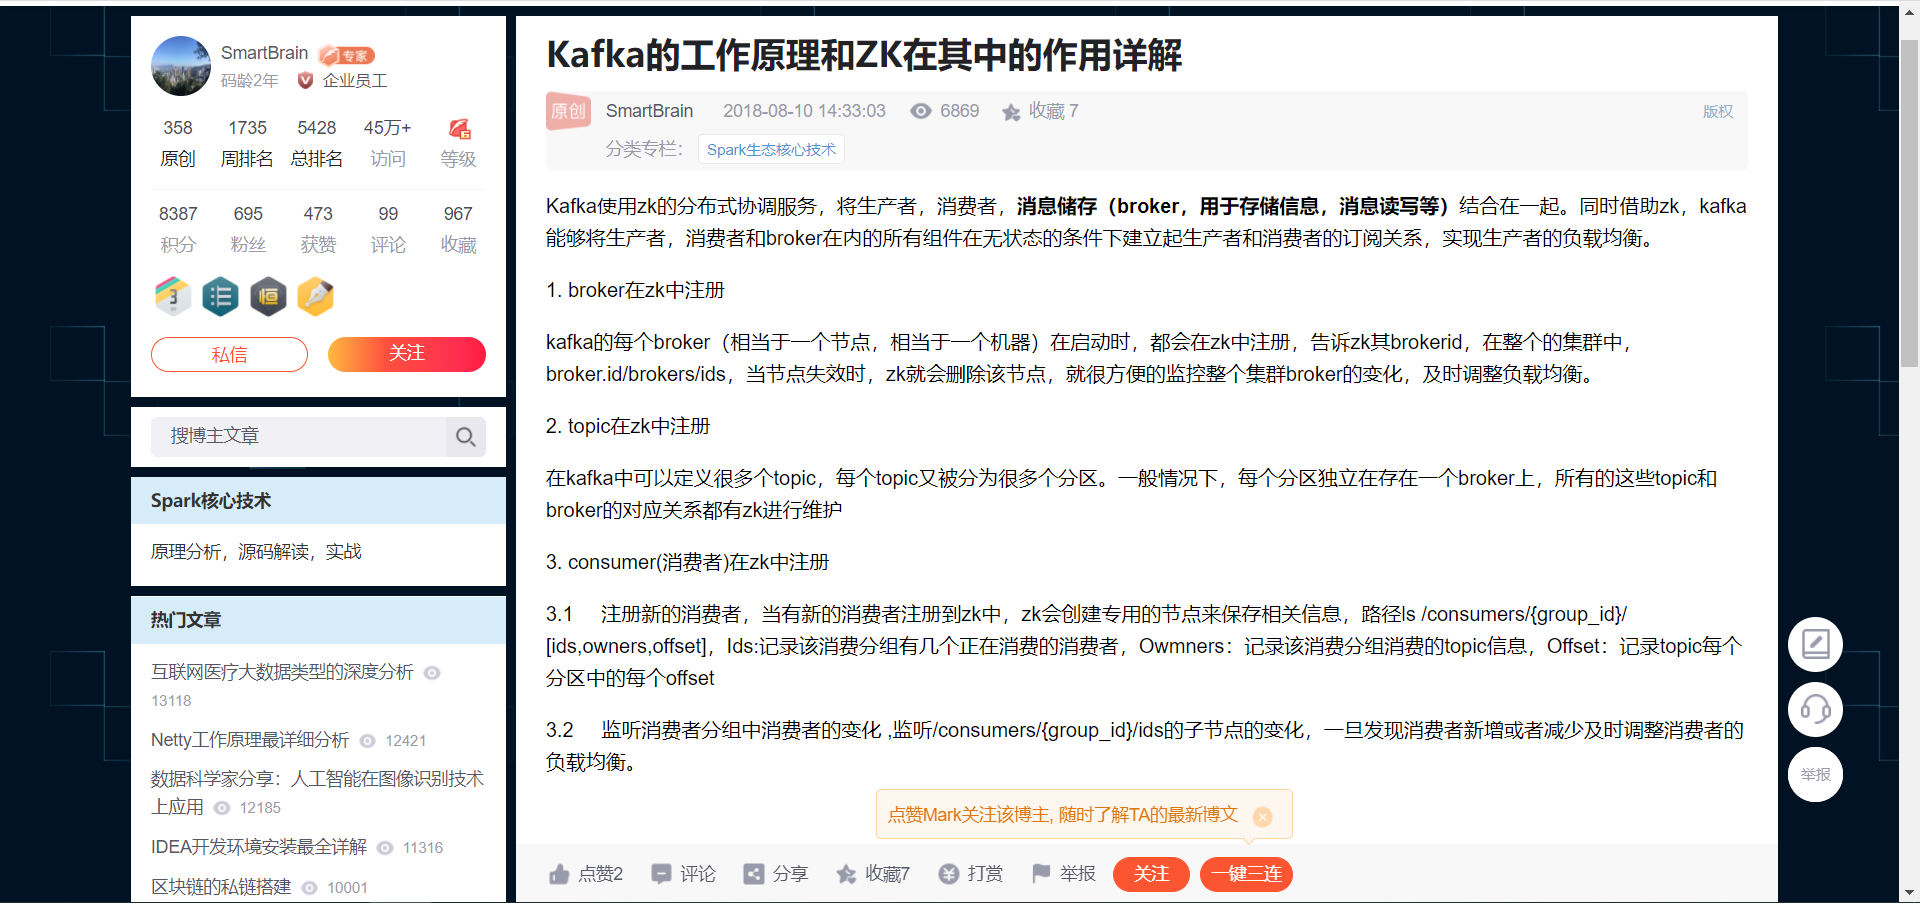 SmartBrain 专家
码龄2年 企业员工
358 1735 5428 45万+
原创 周排名 总排名 访问 等级
8387 695 473 99 967
积分 粉丝 获赞 评论 收藏
私信 关注
搜博主文章
Spark核心技术
原理分析，源码解读，实战
热门文章
互联网医疗大数据类型的深度分析
13118
Netty工作原理最详细分析 12421
数据科学家分享：人工智能在图像识别技术
上应用 12185
IDEA开发环境安装最全详解 11316
区块链的私链搭建 10001
Kafka的工作原理和ZK在其中的作用详解
原创 SmartBrain 2018-08-10 14:33:03 6869 收藏 7 版权
分类专栏： Spark生态核心技术
Kafka使用zk的分布式协调服务，将生产者，消费者，消息储存（broker，用于存储信息，消息读写等）结合在一起。同时借助zk，kafka
能够将生产者，消费者和broker在内的所有组件在无状态的条件下建立起生产者和消费者的订阅关系，实现生产者的负载均衡。
1. broker在zk中注册
kafka的每个broker（相当于一个节点，相当于一个机器）在启动时，都会在zk中注册，告诉zk其brokerid，在整个的集群中，
broker.id/brokers/ids，当节点失效时，zk就会删除该节点，就很方便的监控整个集群broker的变化，及时调整负载均衡。
2. topic在zk中注册
在kafka中可以定义很多个topic，每个topic又被分为很多个分区。一般情况下，每个分区独立在存在一个broker上，所有的这些topic和
broker的对应关系都有zk进行维护
3. consumer(消费者)在zk中注册
3.1 注册新的消费者，当有新的消费者注册到zk中，zk会创建专用的节点来保存相关信息，路径ls /consumers/{group_id}/
[ids,owners,offset]，Ids:记录该消费分组有几个正在消费的消费者，Owmners：记录该消费分组消费的topic信息，Offset：记录topic每个
分区中的每个offset
3.2 监听消费者分组中消费者的变化 ,监听/consumers/{group_id}/ids的子节点的变化，一旦发现消费者新增或者减少及时调整消费者的
负载均衡。
点赞Mark关注该博主, 随时了解TA的最新博文
点赞2 评论 分享 收藏7 打赏 举报 关注 一键三连
举报